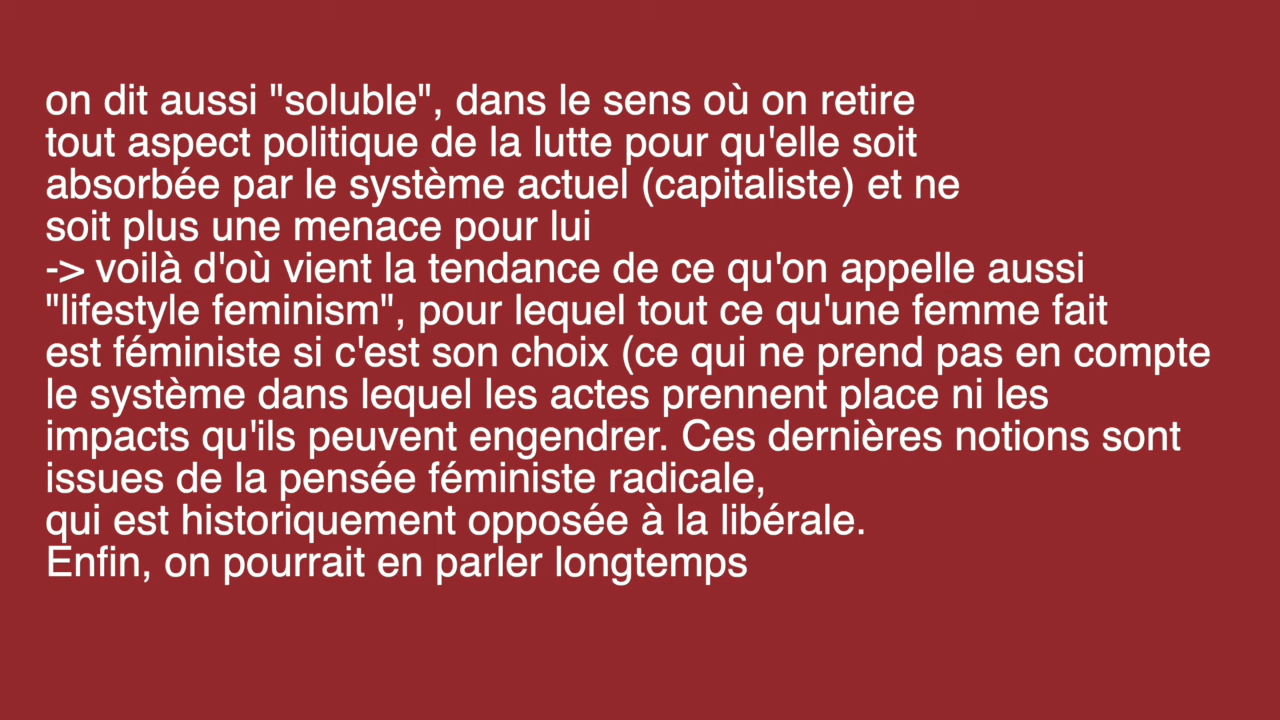 on dit aussi "soluble", dans le sens où on retire
tout aspect politique de la lutte pour qu'elle soit
absorbée par le système actuel (capitaliste) et ne
soit plus une menace pour lui
-> voilà d'où vient la tendance de ce qu'on appelle aussi
"lifestyle feminism", pour lequel tout ce qu'une femme fait
est féministe si c'est son choix (ce qui ne prend pas en compte
le système dans lequel les actes prennent place ni les
impacts qu'ils peuvent engendrer. Ces dernières notions sont
issues de la pensée féministe radicale,
qui est historiquement opposée à la libérale.
Enfin, on pourrait en parler longtemps